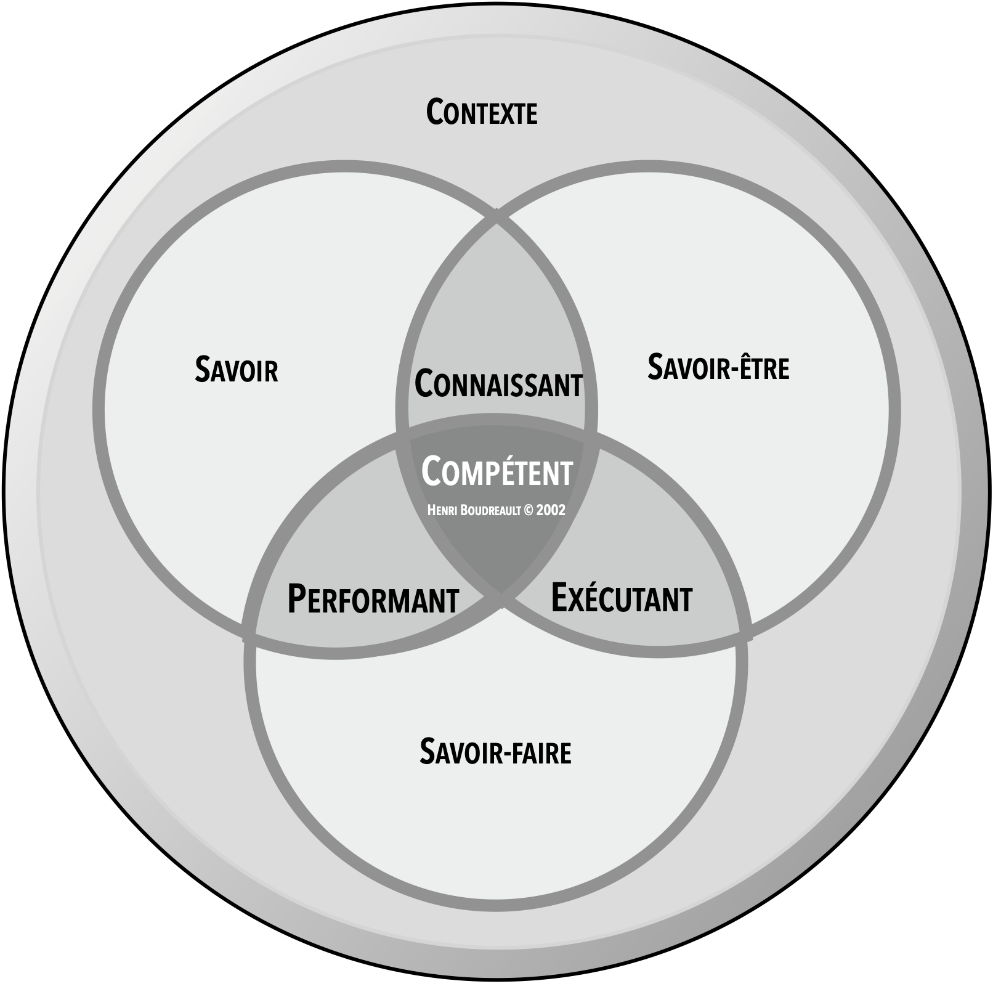 Contexte
Savoir
Savoir-être
Connaissant
Compétent
Henri Boudreault © 2002
Performant
Exécutant
Savoir-faire